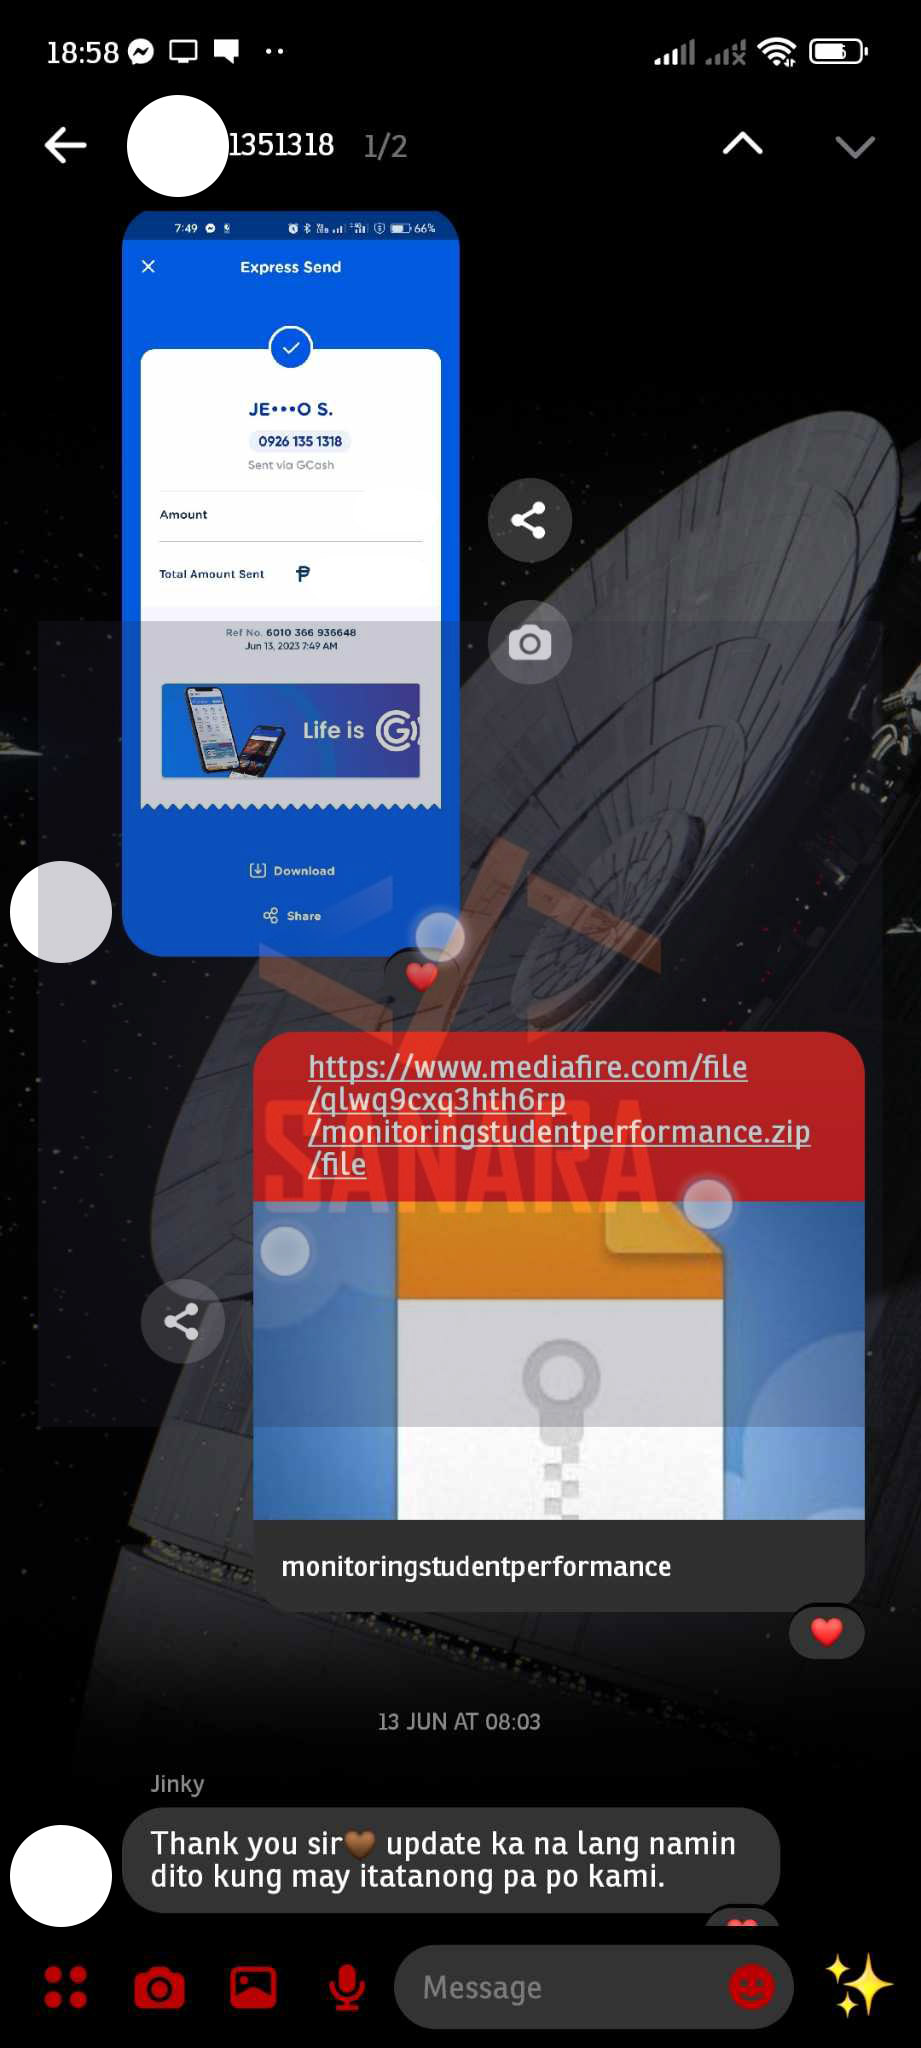 18:58
1351318 1/2
7:49
66%
Express Send
JE•••O S.
0926 135 1318
Sent via GCash
Amount
Total Amount Sent ₱
Ref No. 6010 366 936648
Jun 13, 2023 7:49 AM
Life is G
Download
Share
https://www.mediafire.com/file
/qlwq9cxq3hth6rp
/monitoringstudentperformance.zip
/file
SANARA
monitoringstudentperformance
13 JUN AT 08:03
Jinky
Thank you sir🤎 update ka na lang namin
dito kung may itatanong pa po kami.
Message